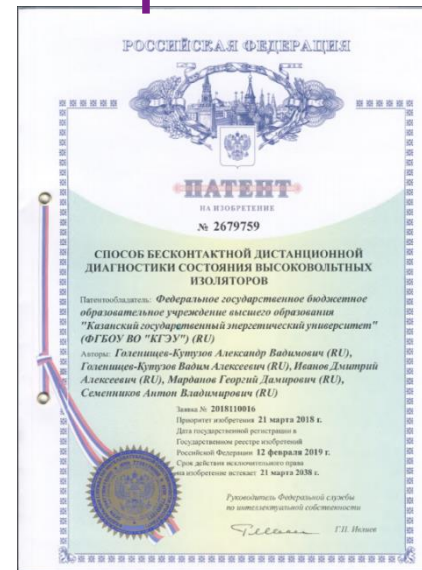 РОССИЙСКАЯ ФЕДЕРАЦИЯ
ПАТЕНТ
НА ИЗОБРЕТЕНИЕ
№ 2679759
СПОСОБ БЕСКОНТАКТНОЙ ДИСТАНЦИОННОЙ
ДИАГНОСТИКИ СОСТОЯНИЯ ВЫСОКОВОЛЬТНЫХ
ИЗОЛЯТОРОВ
Патентообладатель: Федеральное государственное бюджетное
образовательное учреждение высшего образования
"Казанский государственный энергетический университет"
(ФГБОУ ВО "КГЭУ") (RU)
Авторы: Голенищев-Кутузов Александр Вадимович (RU),
Голенищев-Кутузов Вадим Алексеевич (RU), Иванов Дмитрий
Алексеевич (RU), Марданов Георгий Дамирович (RU),
Семенников Антон Владимирович (RU)
Заявка № 2018110016
Приоритет изобретения 21 марта 2018 г.
Дата государственной регистрации в
Государственном реестре изобретений
Российской Федерации 12 февраля 2019 г.
Срок действия исключительного права
на изобретение истекает 21 марта 2038 г.
Руководитель Федеральной службы
по интеллектуальной собственности
Г.П. Ивлиев